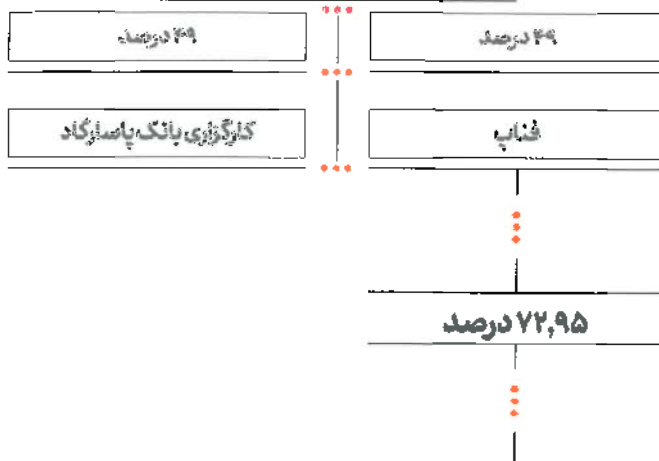 ۴۹ درصد
۴۹ درصد
فناپ
کارگزاری بانک پاسارگاد
۷۲,۹۵ درصد